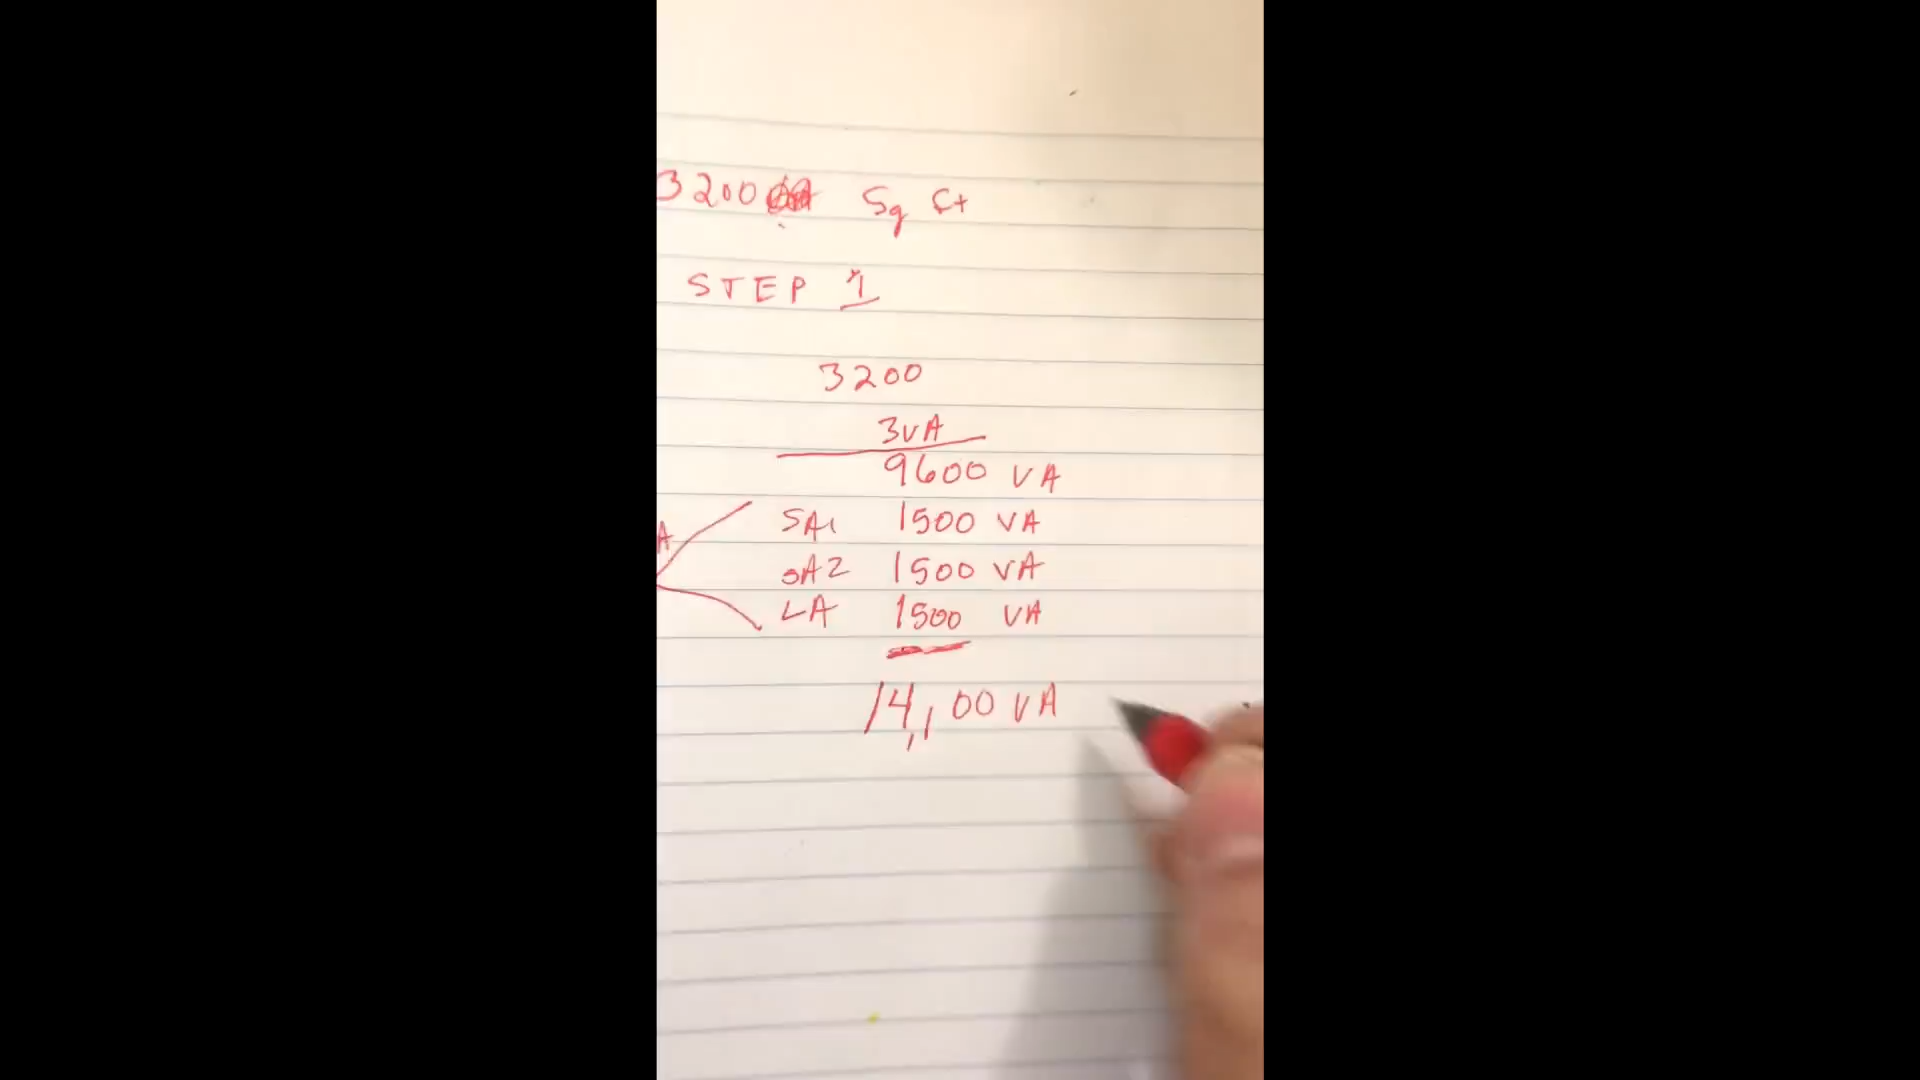 3200 Sq Ft
STEP 1
3200
3VA
9600 VA
A
SA1 1500 VA
SA2 1500 VA
LA 1500 VA
14,100 VA